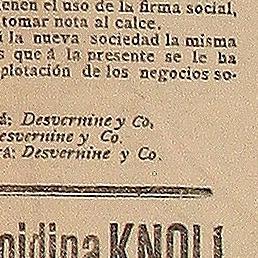 enen el uso de la firma social,
tomar nota al calce.
la nueva sociedad la misma
s que á la presente se le ha
plotación de los negocios so-
á: Desvernine y Co.
esvernine y Co.
rá: Desvernine y Co.
KNOLL